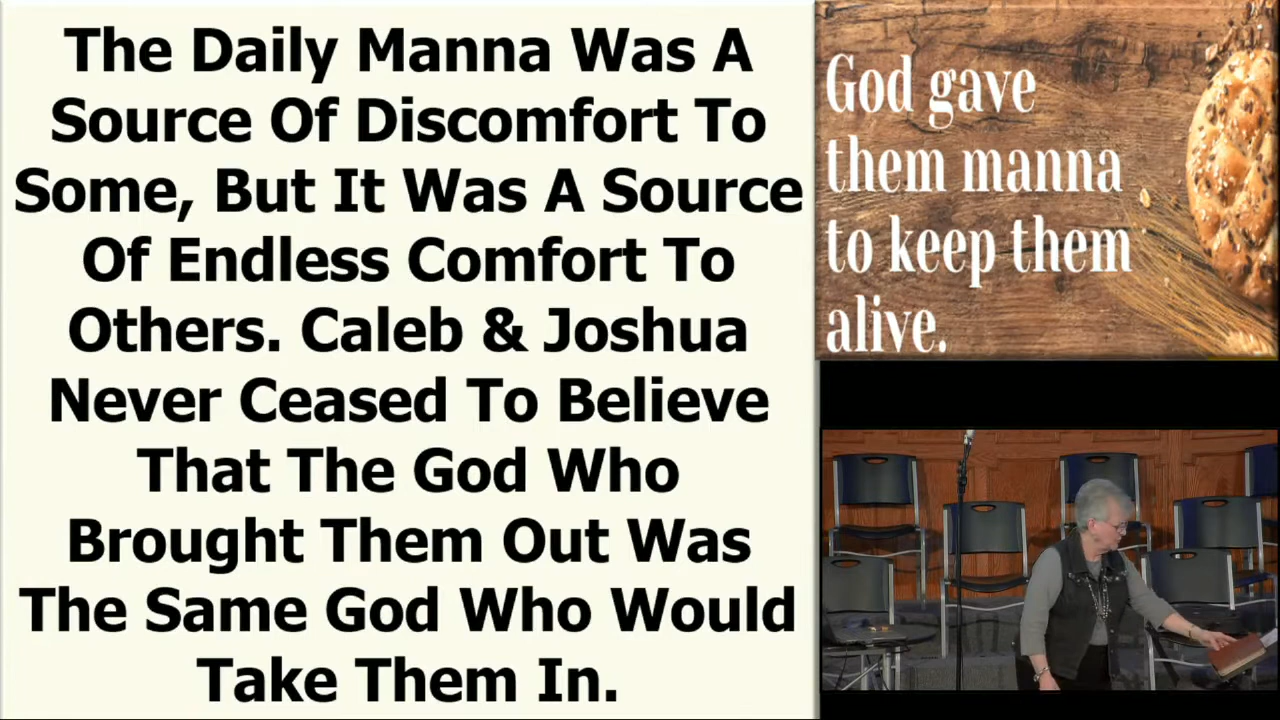 The Daily Manna Was A
Source Of Discomfort To
Some, But It Was A Source
Of Endless Comfort To
Others. Caleb & Joshua
Never Ceased To Believe
That The God Who
Brought Them Out Was
The Same God Who Would
Take Them In.
God gave
them manna
to keep them
alive.